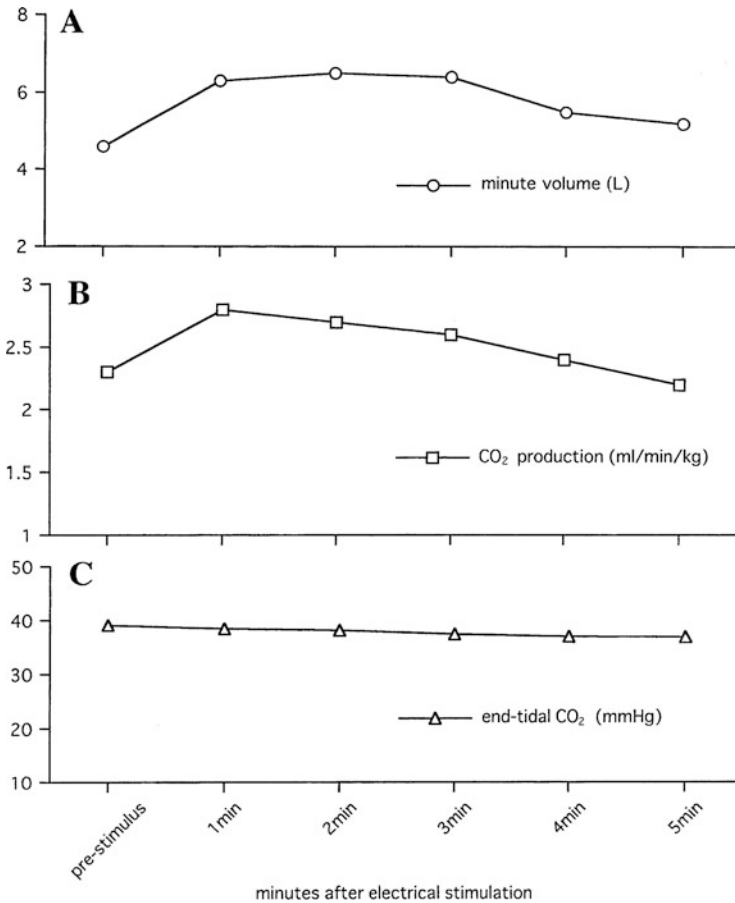 A
8
6
4
2
minute volume (L)
B
3
2.5
2
1.5
1
CO₂ production (ml/min/kg)
C
50
40
30
20
10
end-tidal CO₂ (mmHg)
pre-stimulus
1min
2min
3min
4min
5min
minutes after electrical stimulation